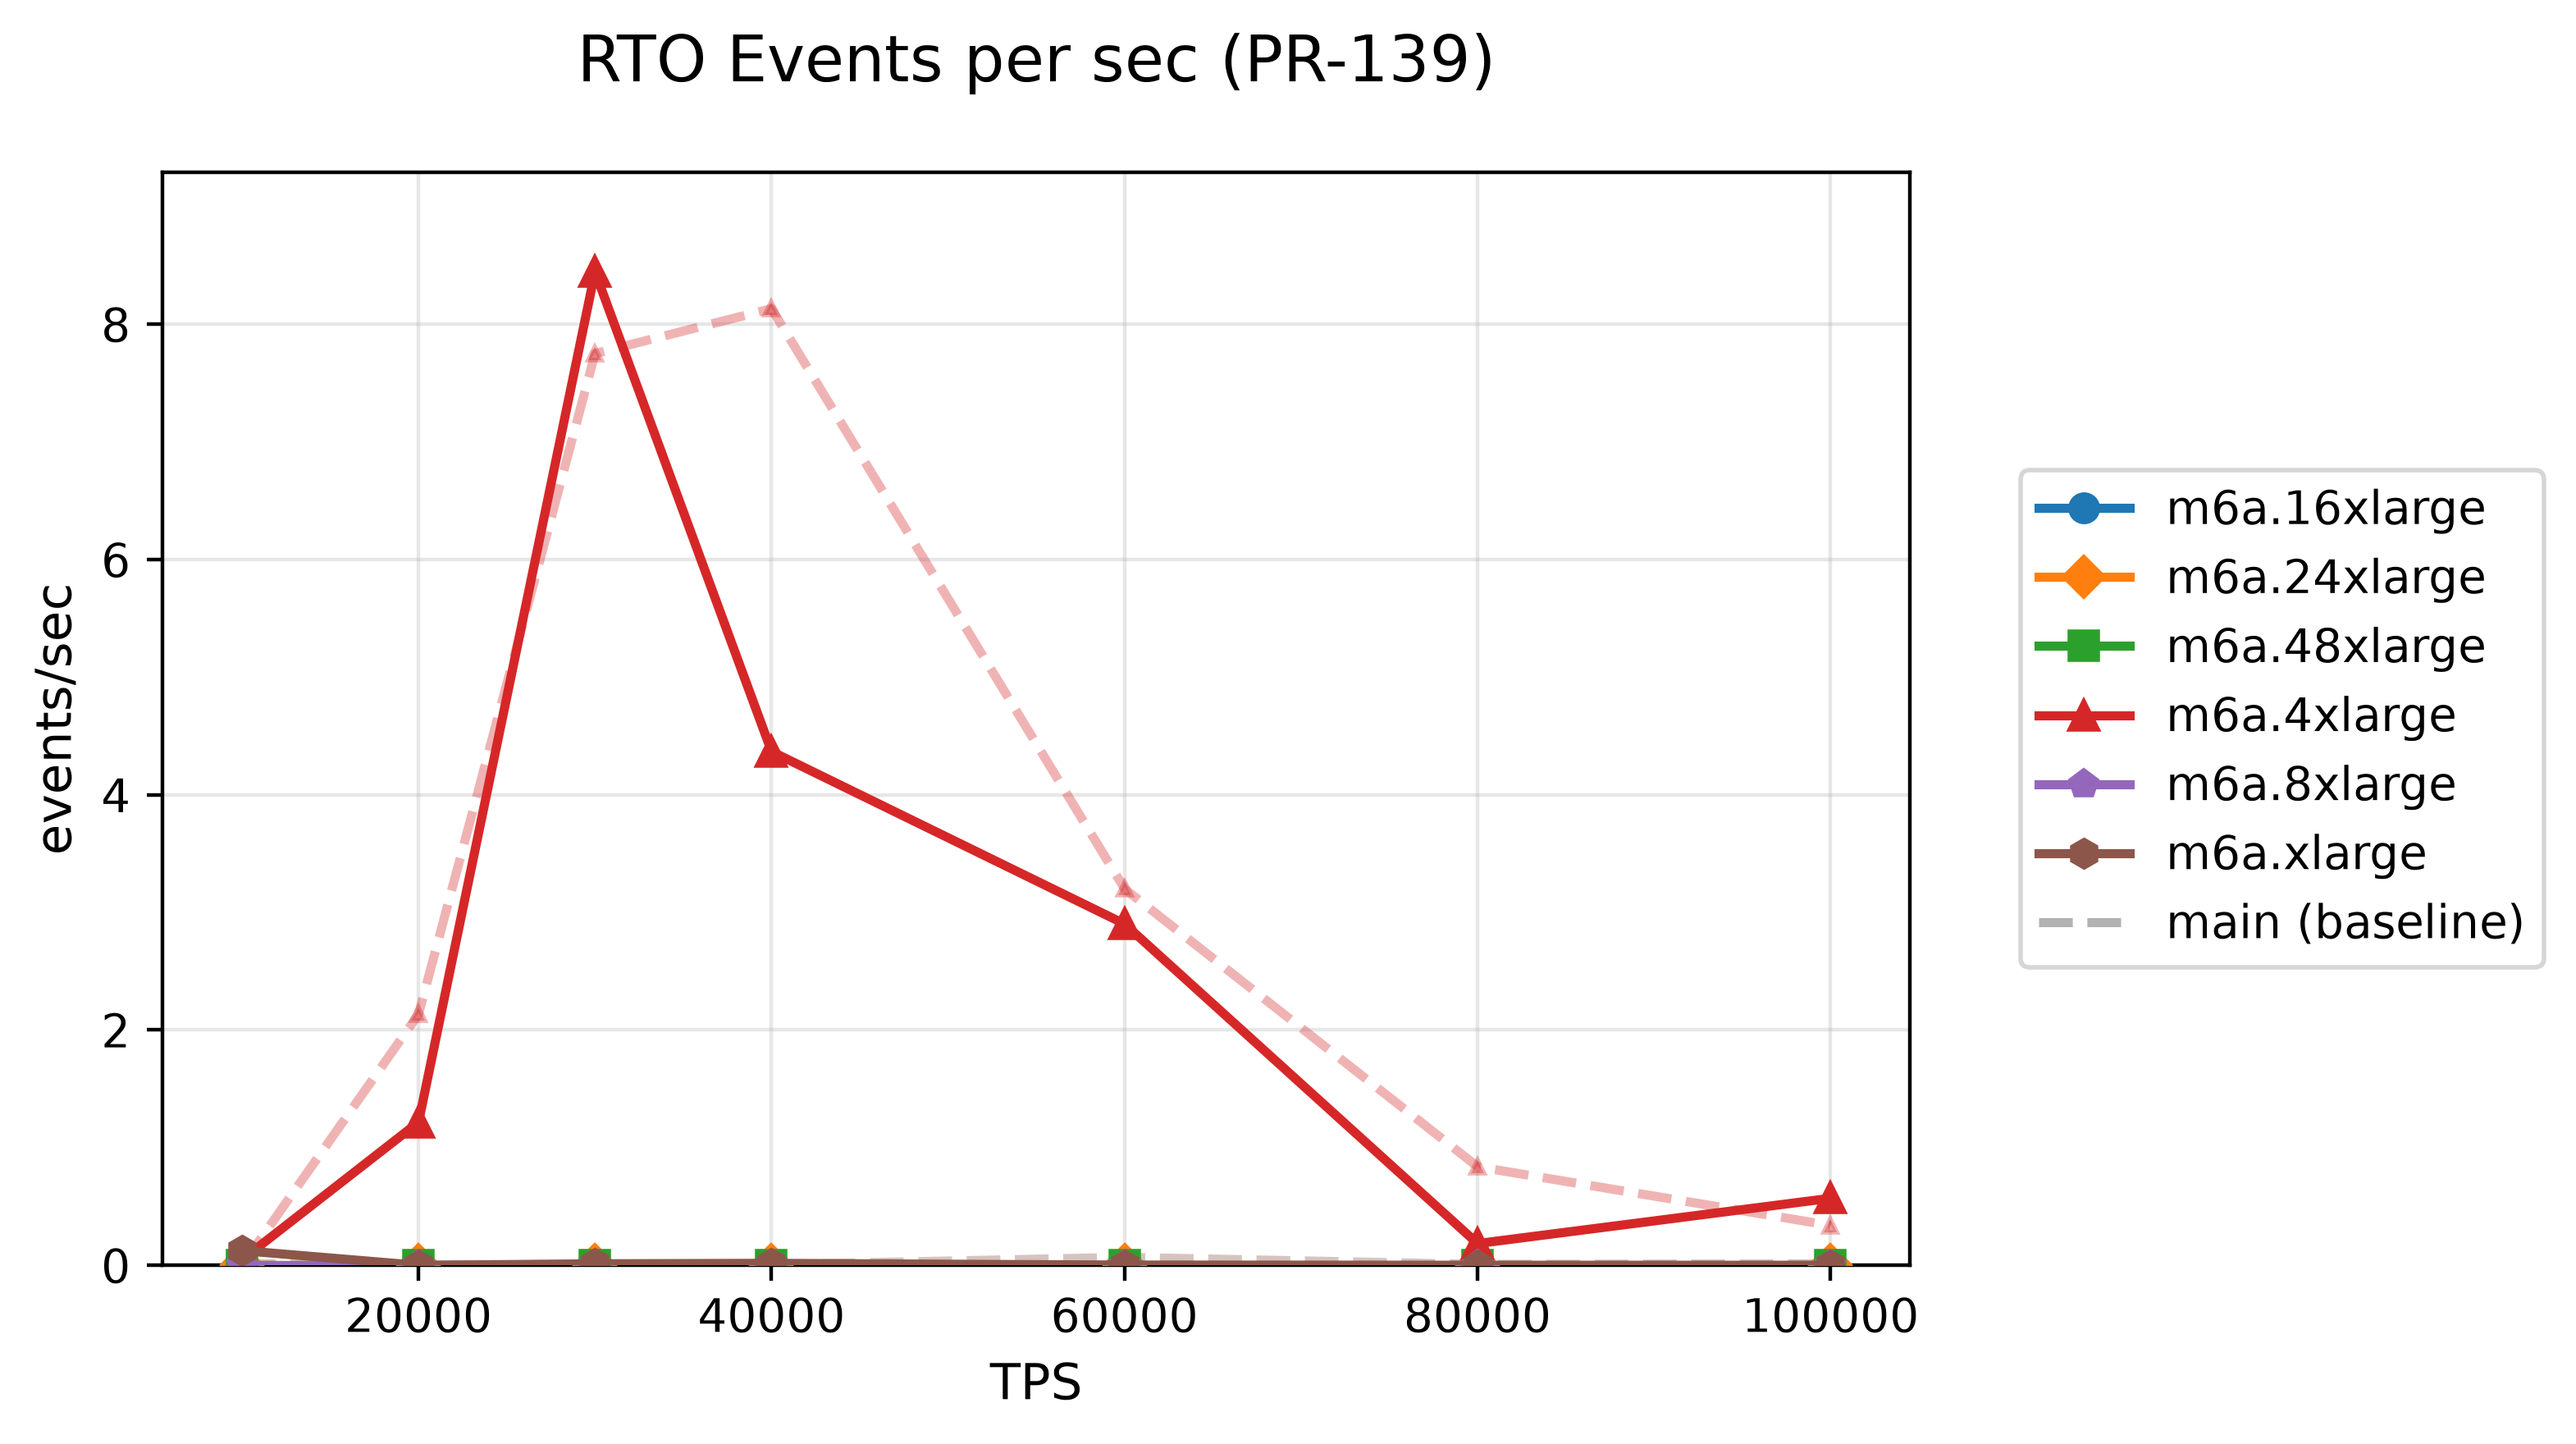 RTO Events per sec (PR-139)
events/sec
8
6
4
2
0
20000 40000 60000 80000 100000
TPS
m6a.16xlarge
m6a.24xlarge
m6a.48xlarge
m6a.4xlarge
m6a.8xlarge
m6a.xlarge
main (baseline)